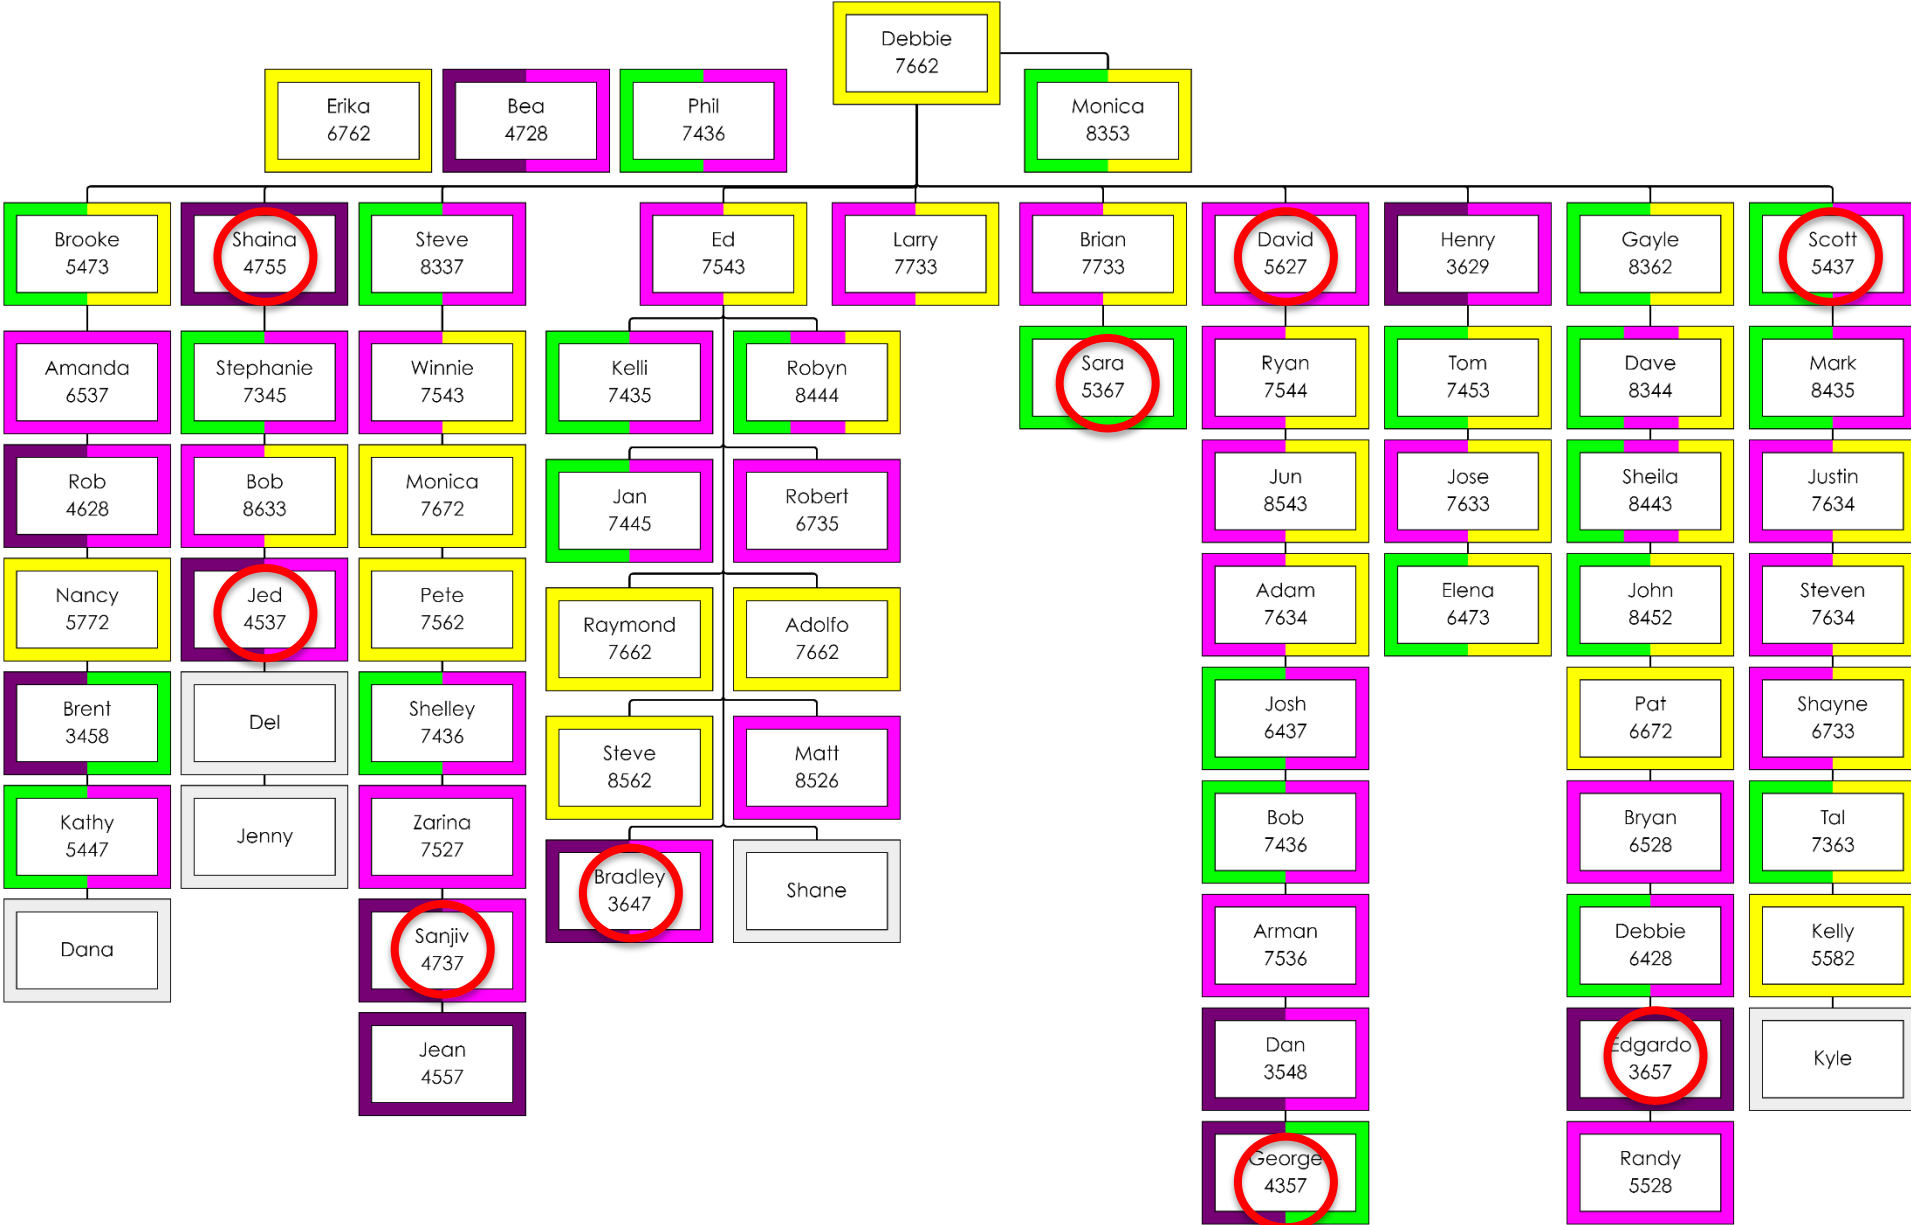 Debbie
7662
Erika
6762
Bea
4728
Phil
7436
Monica
8353
Brooke
5473
Shaina
4755
Steve
8337
Ed
7543
Larry
7733
Brian
7733
David
5627
Henry
3629
Gayle
8362
Scott
5437
Amanda
6537
Stephanie
7345
Winnie
7543
Kelli
7435
Robyn
8444
Sara
5367
Ryan
7544
Tom
7453
Dave
8344
Mark
8435
Rob
4628
Bob
8633
Monica
7672
Jan
7445
Robert
6735
Jun
8543
Jose
7633
Sheila
8443
Justin
7634
Nancy
5772
Jed
4537
Pete
7562
Raymond
7662
Adolfo
7662
Adam
7634
Elena
6473
John
8452
Steven
7634
Brent
3458
Del
Shelley
7436
Steve
8562
Matt
8526
Josh
6437
Pat
6672
Shayne
6733
Kathy
5447
Jenny
Zarina
7527
Bradley
3647
Shane
Bob
7436
Bryan
6528
Tal
7363
Dana
Sanjiv
4737
Arman
7536
Debbie
6428
Kelly
5582
Jean
4557
Dan
3548
Edgardo
3657
Kyle
George
4357
Randy
5528